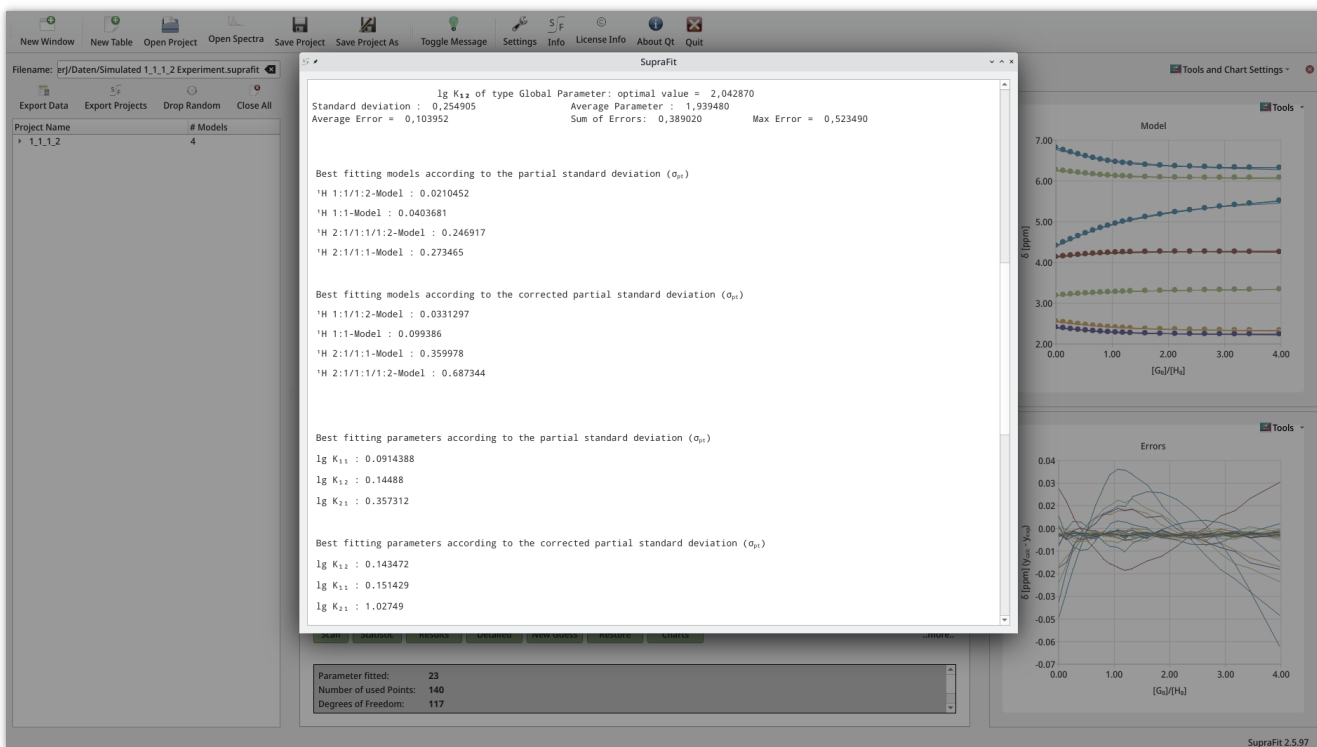 New Window
New Table
Open Project
Open Spectra
Save Project
Save Project As
Toggle Message
Settings
Info
License Info
About Qt
Quit
Filename: erJ/Daten/Simulated 1_1_1_2 Experiment.suprafit
Export Data
Export Projects
Drop Random
Close All
Project Name # Models
1_1_1_2 4
SupraFit
lg K₁₂ of type Global Parameter: optimal value = 2,042870
Standard deviation : 0,254905 Average Parameter : 1,939480
Average Error = 0,103952 Sum of Errors: 0,389020 Max Error = 0,523490
Best fitting models according to the partial standard deviation (σₚₜ)
¹H 1:1/1:2-Model : 0.0210452
¹H 1:1-Model : 0.0403681
¹H 2:1/1:1/1:2-Model : 0.246917
¹H 2:1/1:1-Model : 0.273465
Best fitting models according to the corrected partial standard deviation (σₚₜ)
¹H 1:1/1:2-Model : 0.0331297
¹H 1:1-Model : 0.099386
¹H 2:1/1:1-Model : 0.359978
¹H 2:1/1:1/1:2-Model : 0.687344
Best fitting parameters according to the partial standard deviation (σₚₜ)
lg K₁₁ : 0.0914388
lg K₁₂ : 0.14488
lg K₂₁ : 0.357312
Best fitting parameters according to the corrected partial standard deviation (σₚₜ)
lg K₁₂ : 0.143472
lg K₁₁ : 0.151429
lg K₂₁ : 1.02749
Scan
Statistic
Results
Detailed
New Guess
Restore
Charts
..more..
Parameter fitted: 23
Number of used Points: 140
Degrees of Freedom: 117
Tools and Chart Settings
Tools
Model
7.00
6.00
5.00
4.00
3.00
2.00
δ [ppm]
0.00 1.00 2.00 3.00 4.00
[G₀]/[H₀]
Tools
Errors
0.04
0.03
0.02
0.01
0.00
-0.01
-0.02
-0.03
-0.05
-0.06
-0.07
0.00 1.00 2.00 3.00 4.00
[G₀]/[H₀]
SupraFit 2.5.97